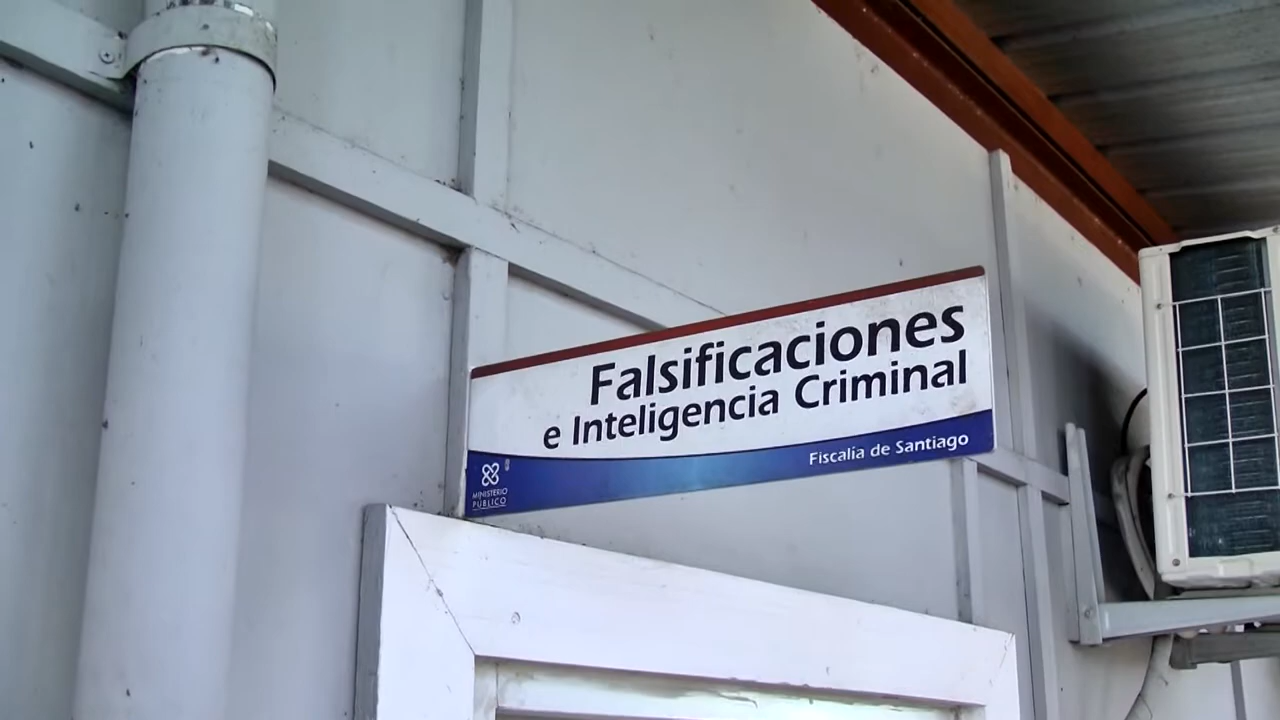 Falsificaciones
e Inteligencia Criminal
Fiscalía de Santiago
MINISTERIO
PÚBLICO